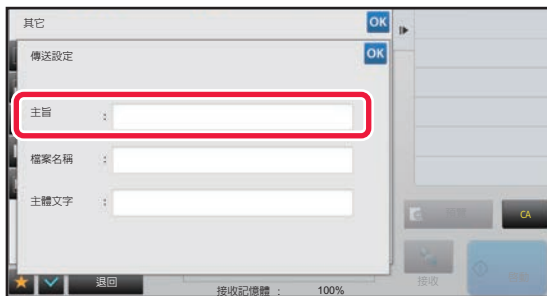 其它
OK
傳送設定
OK
主旨 :
檔案名稱 :
主體文字 :
CA
退回
接收記憶體 : 100%
接收